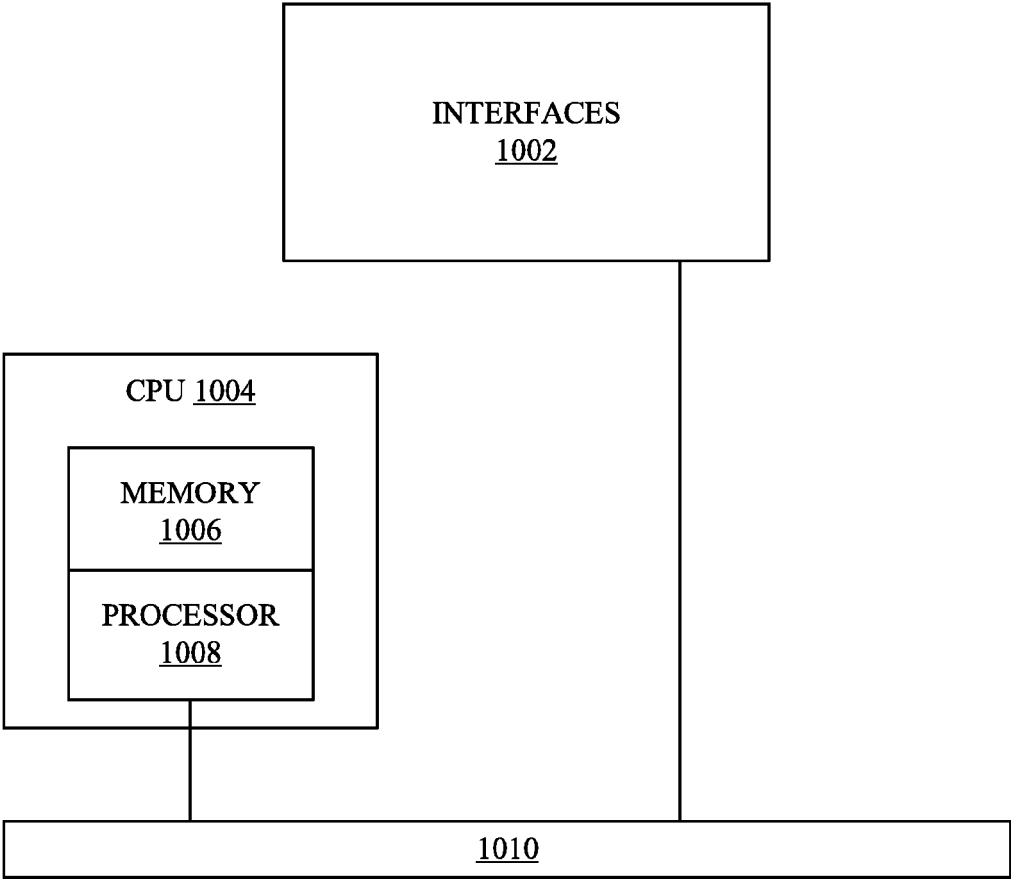 INTERFACES
1002
CPU 1004
MEMORY
1006
PROCESSOR
1008
1010